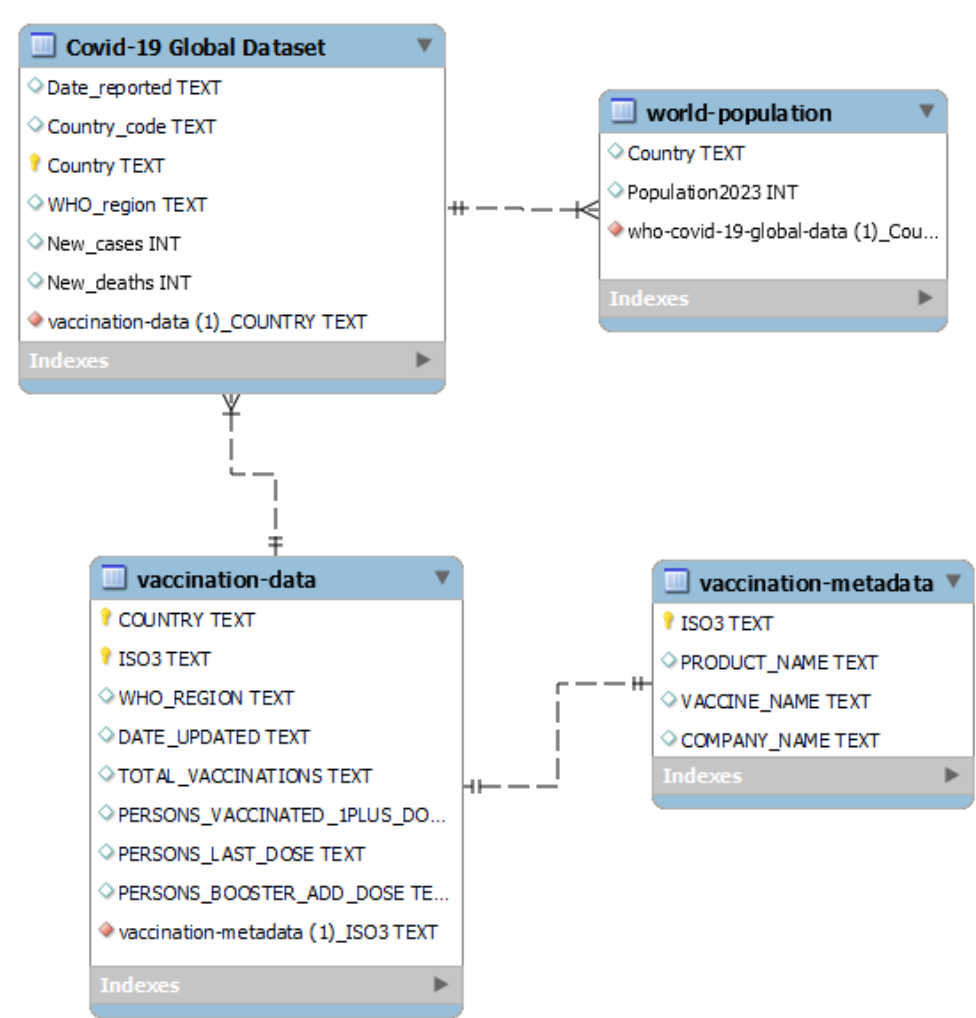 Covid-19 Global Dataset
Date_reported TEXT
Country_code TEXT
Country TEXT
WHO_region TEXT
New_cases INT
New_deaths INT
vaccination-data (1)_COUNTRY TEXT
Indexes
world-population
Country TEXT
Population2023 INT
who-covid-19-global-data (1)_Cou...
Indexes
vaccination-data
COUNTRY TEXT
ISO3 TEXT
WHO_REGION TEXT
DATE_UPDATED TEXT
TOTAL_VACCINATIONS TEXT
PERSONS_VACCINATED_1PLUS_DO...
PERSONS_LAST_DOSE TEXT
PERSONS_BOOSTER_ADD_DOSE TE...
vaccination-metadata (1)_ISO3 TEXT
Indexes
vaccination-metadata
ISO3 TEXT
PRODUCT_NAME TEXT
VACCINE_NAME TEXT
COMPANY_NAME TEXT
Indexes